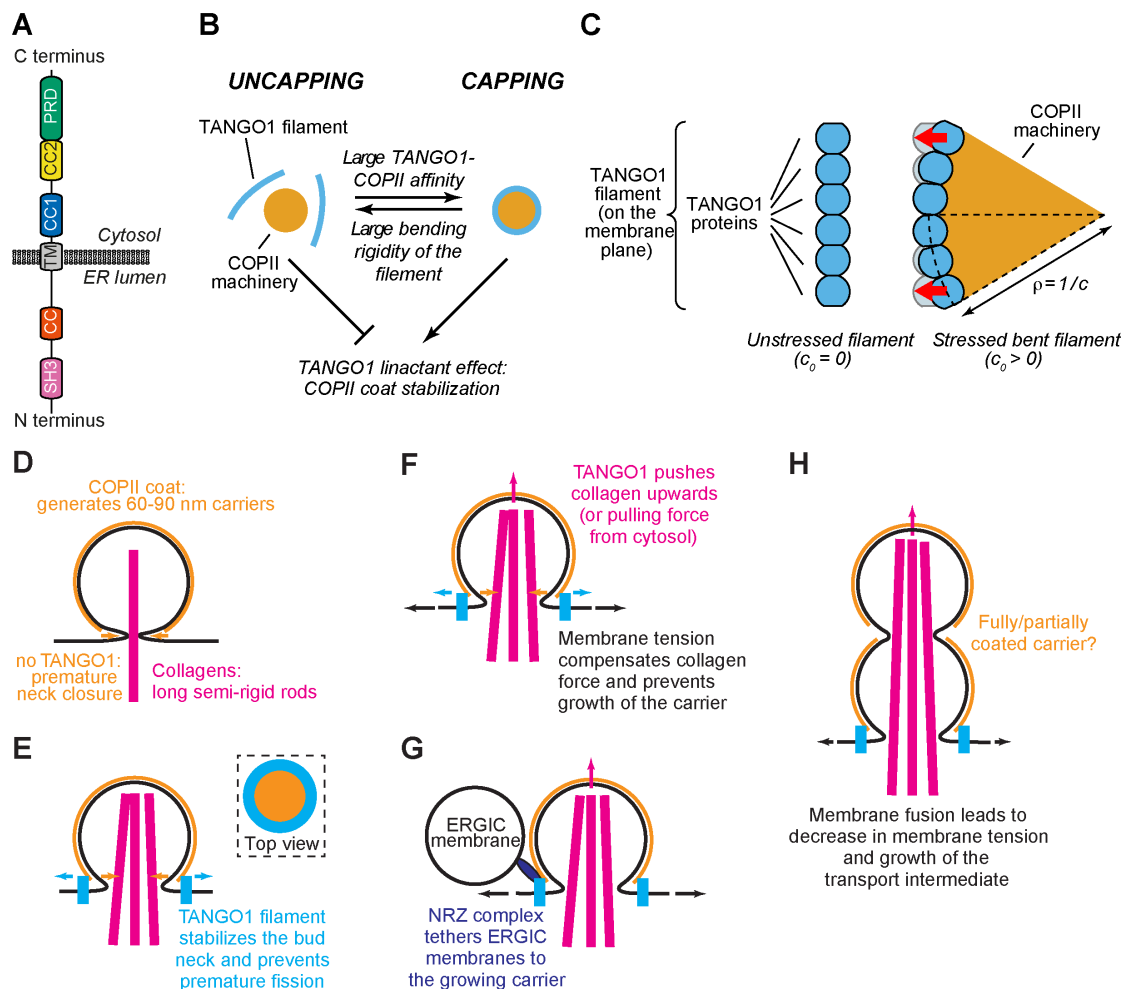 A
C terminus
PRD
CC2
CC1
TM
Cytosol
ER lumen
CC
SH3
N terminus
B
UNCAPPING
CAPPING
TANGO1 filament
Large TANGO1-
COPII affinity
Large bending
rigidity of the
filement
COPII
machinery
TANGO1 linactant effect:
COPII coat stabilization
C
COPII
machinery
TANGO1
filament
(on the
membrane
plane)
TANGO1
proteins
ρ = 1/c
Unstressed filament
(c₀ = 0)
Stressed bent filament
(c₀ > 0)
D
COPII coat:
generates 60-90 nm carriers
no TANGO1:
premature
neck closure
Collagens:
long semi-rigid rods
E
Top view
TANGO1 filament
stabilizes the bud
neck and prevents
premature fission
F
TANGO1 pushes
collagen upwards
(or pulling force
from cytosol)
Membrane tension
compensates collagen
force and prevents
growth of the carrier
G
ERGIC
membrane
NRZ complex
tethers ERGIC
membranes to
the growing carrier
H
Fully/partially
coated carrier?
Membrane fusion leads to
decrease in membrane tension
and growth of the
transport intermediate